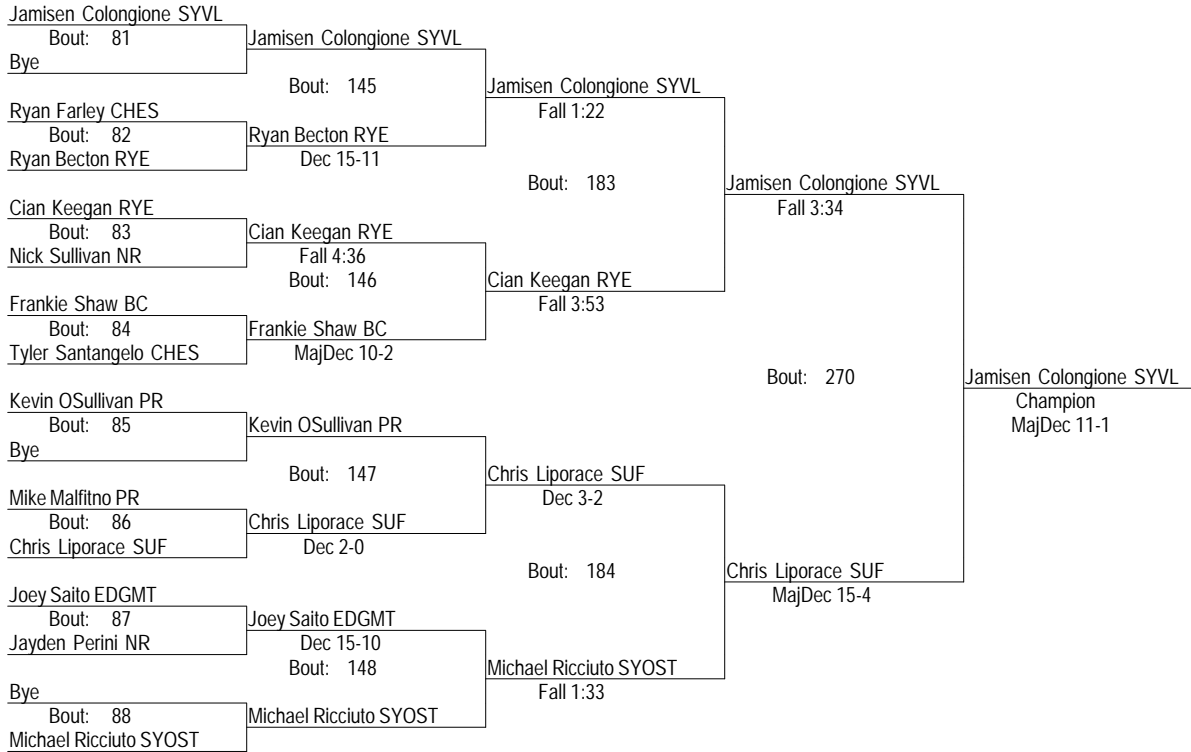 Jamisen Colongione SYVL
Bout: 81
Jamisen Colongione SYVL
Bye
Bout: 145
Jamisen Colongione SYVL
Ryan Farley CHES
Fall 1:22
Bout: 82
Ryan Becton RYE
Ryan Becton RYE
Dec 15-11
Bout: 183
Jamisen Colongione SYVL
Cian Keegan RYE
Fall 3:34
Bout: 83
Cian Keegan RYE
Nick Sullivan NR
Fall 4:36
Bout: 146
Cian Keegan RYE
Frankie Shaw BC
Fall 3:53
Bout: 84
Frankie Shaw BC
Tyler Santangelo CHES
MajDec 10-2
Bout: 270
Jamisen Colongione SYVL
Kevin OSullivan PR
Champion
Bout: 85
Kevin OSullivan PR
MajDec 11-1
Bye
Bout: 147
Chris Liporace SUF
Mike Malfitno PR
Dec 3-2
Bout: 86
Chris Liporace SUF
Chris Liporace SUF
Dec 2-0
Bout: 184
Chris Liporace SUF
Joey Saito EDGMT
MajDec 15-4
Bout: 87
Joey Saito EDGMT
Jayden Perini NR
Dec 15-10
Bout: 148
Michael Ricciuto SYOST
Bye
Fall 1:33
Bout: 88
Michael Ricciuto SYOST
Michael Ricciuto SYOST